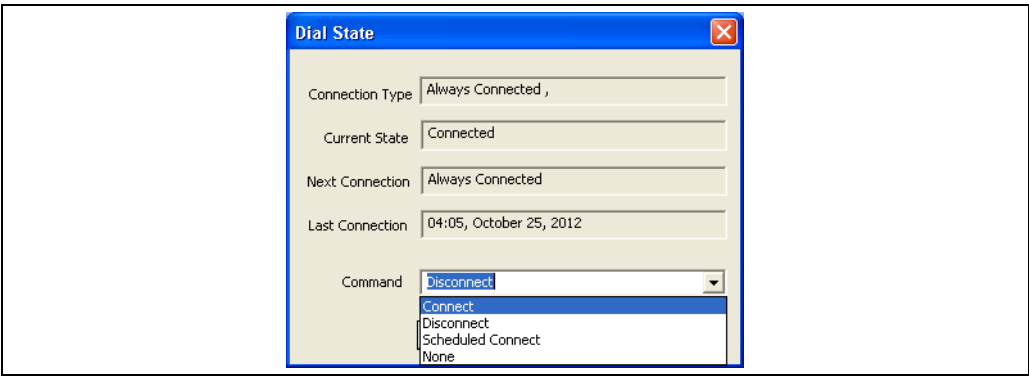 Dial State
Connection Type Always Connected ,
Current State Connected
Next Connection Always Connected
Last Connection 04:05, October 25, 2012
Command Disconnect
Connect
Disconnect
Scheduled Connect
None